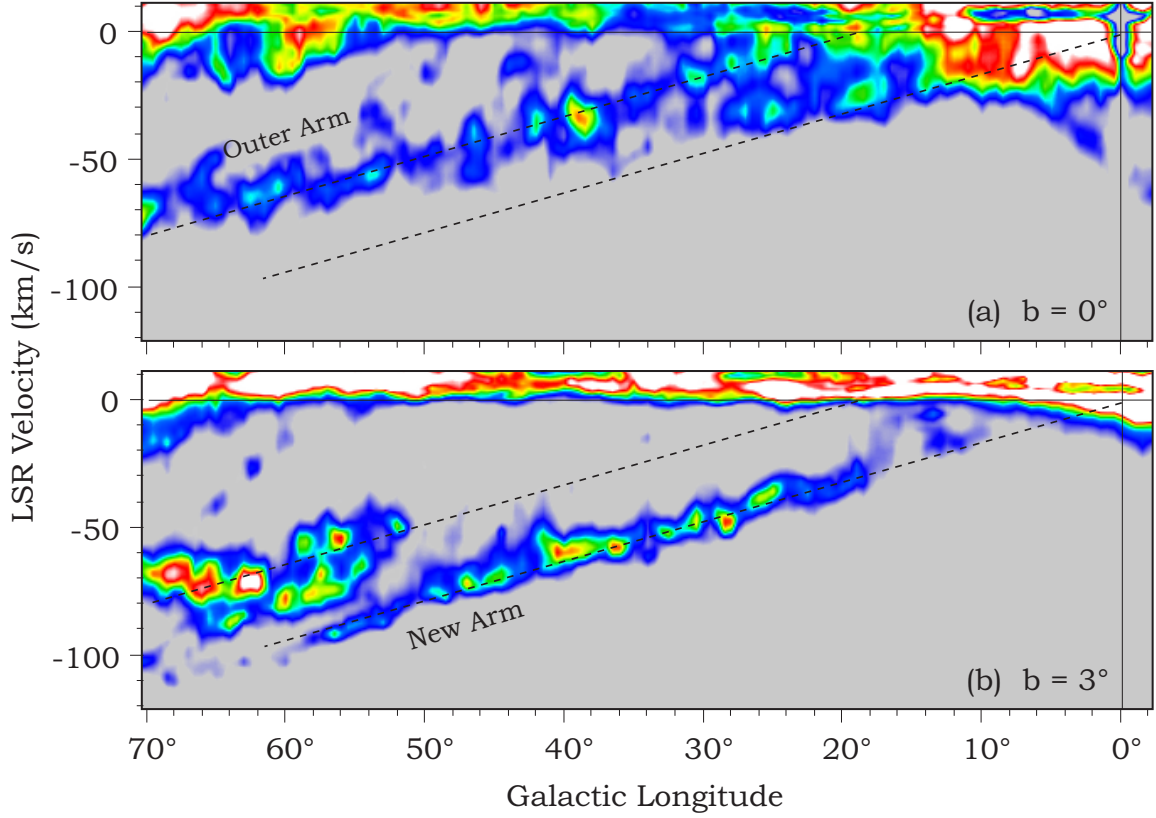 0
-50
-100
Outer Arm
(a) b = 0°
0
-50
-100
New Arm
(b) b = 3°
LSR Velocity (km/s)
70° 60° 50° 40° 30° 20° 10° 0°
Galactic Longitude